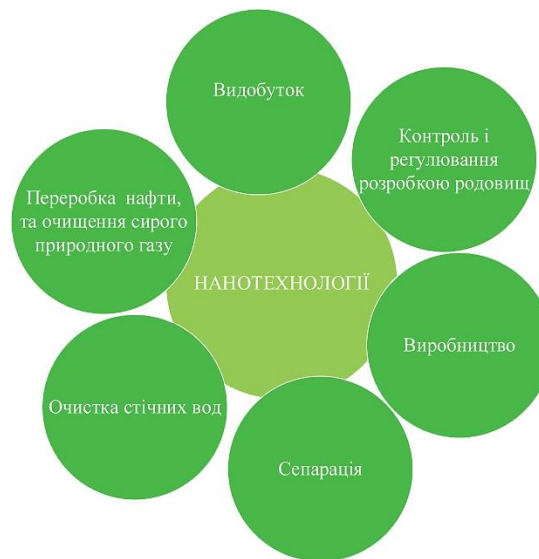 Видобуток
Контроль і
регулювання
розробкою родовищ
Переробка нафти,
та очищення сирого
природного газу
НАНОТЕХНОЛОГІЇ
Виробництво
Очистка стічних вод
Сепарація